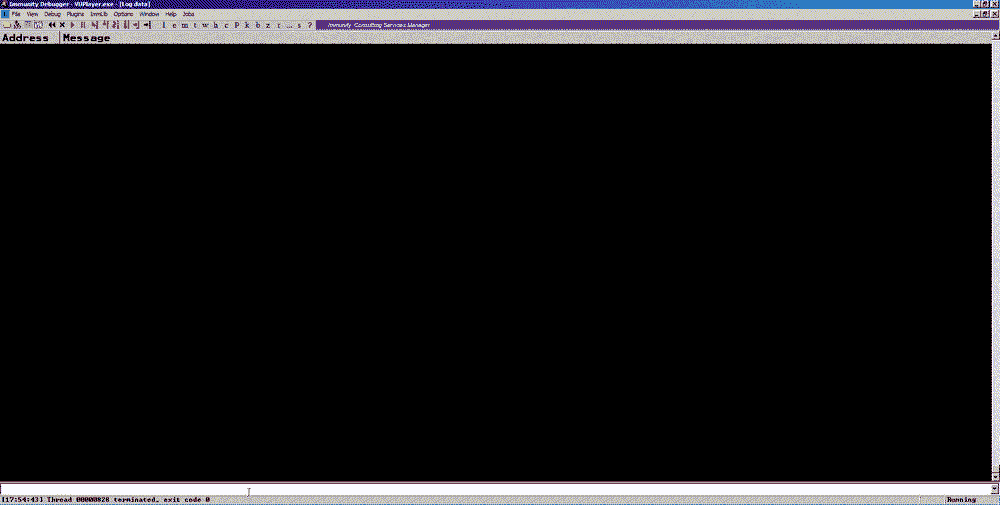 Immunity Debugger - VUPlayer.exe - [Log data]
File View Debug Plugins ImmLib Options Window Help Jobs
l e m t w h c P k b z r ... s ? Immunity Consulting Services Manager
Address Message
[17:54:43] Thread 00000828 terminated, exit code 0 Running